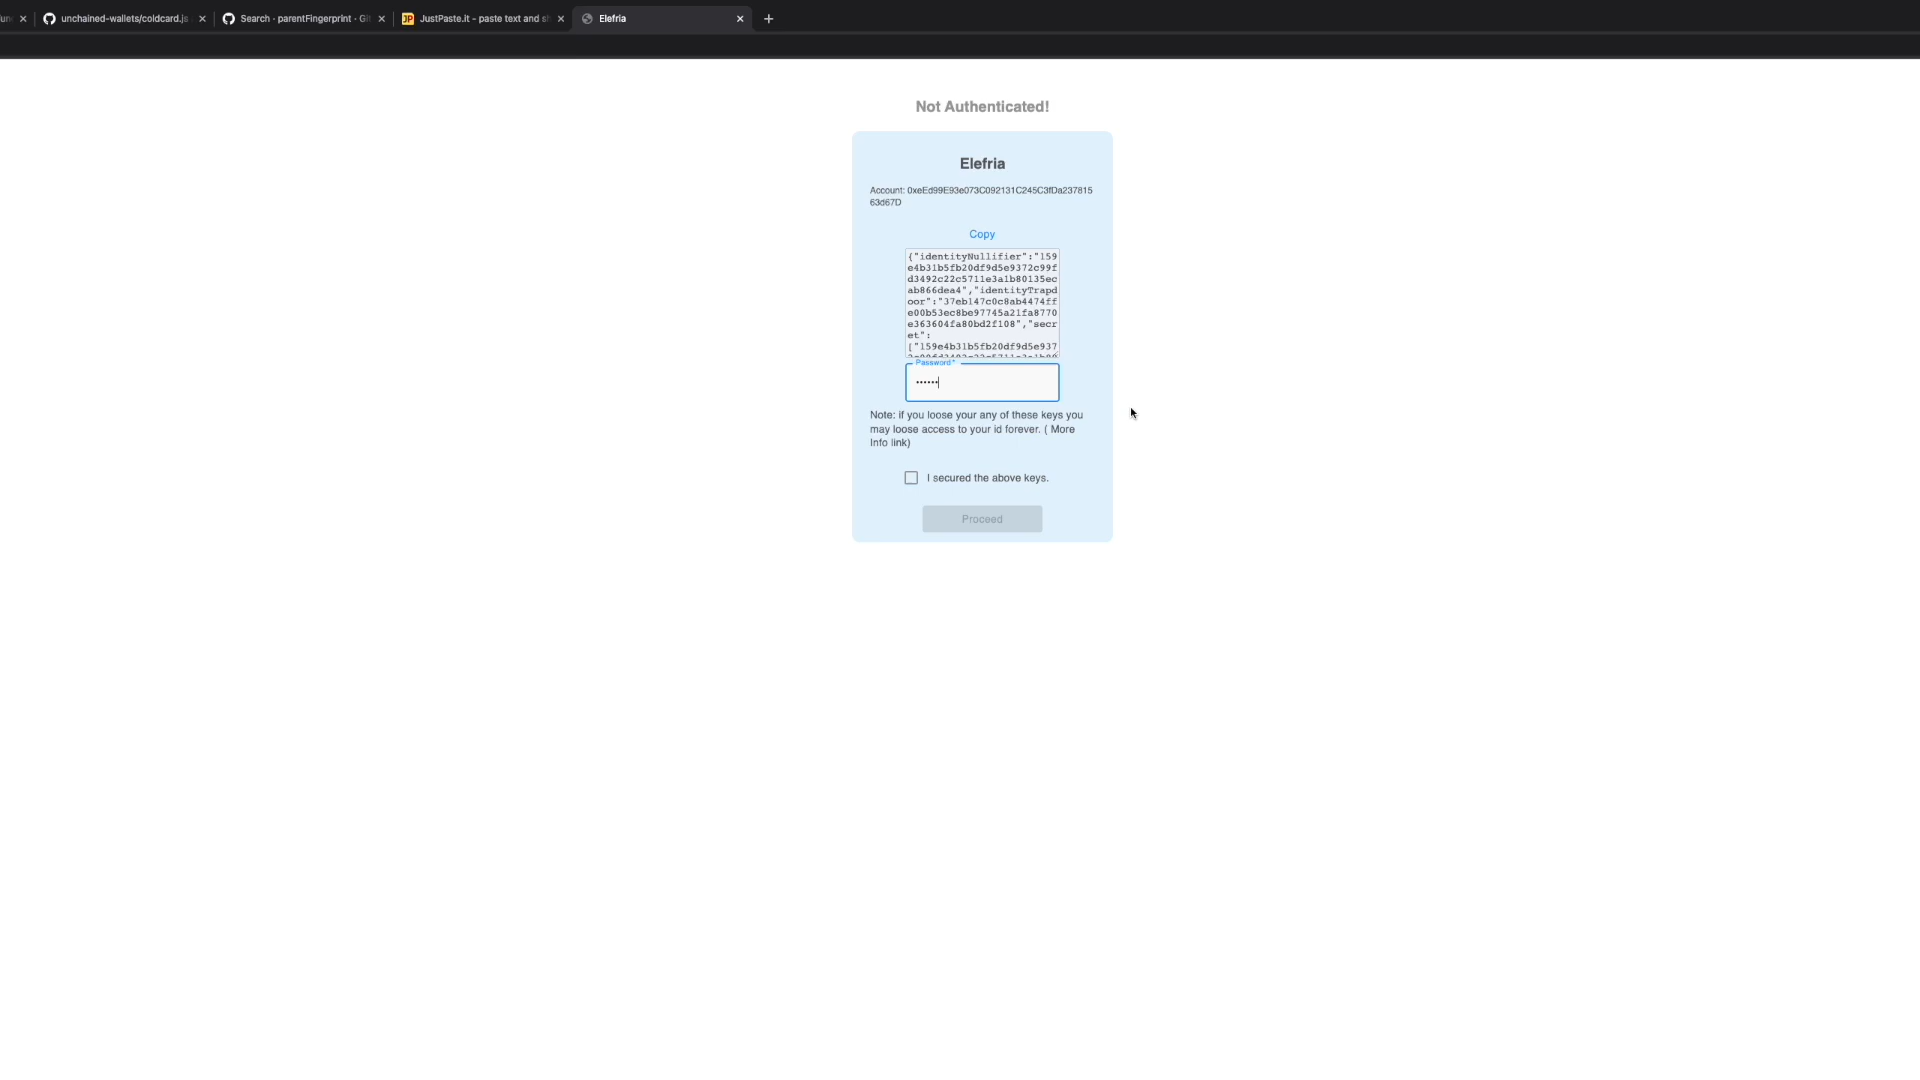 unchained-wallets/coldcard.js
Search · parentFingerprint · Gi
JP JustPaste.it - paste text and s
Elefria
Not Authenticated!
Elefria
Account: 0xeEd99E93e073C092131C245C3fDa237815
63d67D
Copy
{"identityNullifier":"159
e4b31b5fb20df9d5e9372c99f
d3492c22c5711e3a1b80135ec
ab866dea4","identityTrapd
oor":"37eb147c0c8ab4474ff
e00b53ec8be97745a21fa8770
e363604fa80bd2f108","secr
et":
["159e4b31b5fb20df9d5e937
Password*
Note: if you loose your any of these keys you
may loose access to your id forever. ( More
Info link)
I secured the above keys.
Proceed